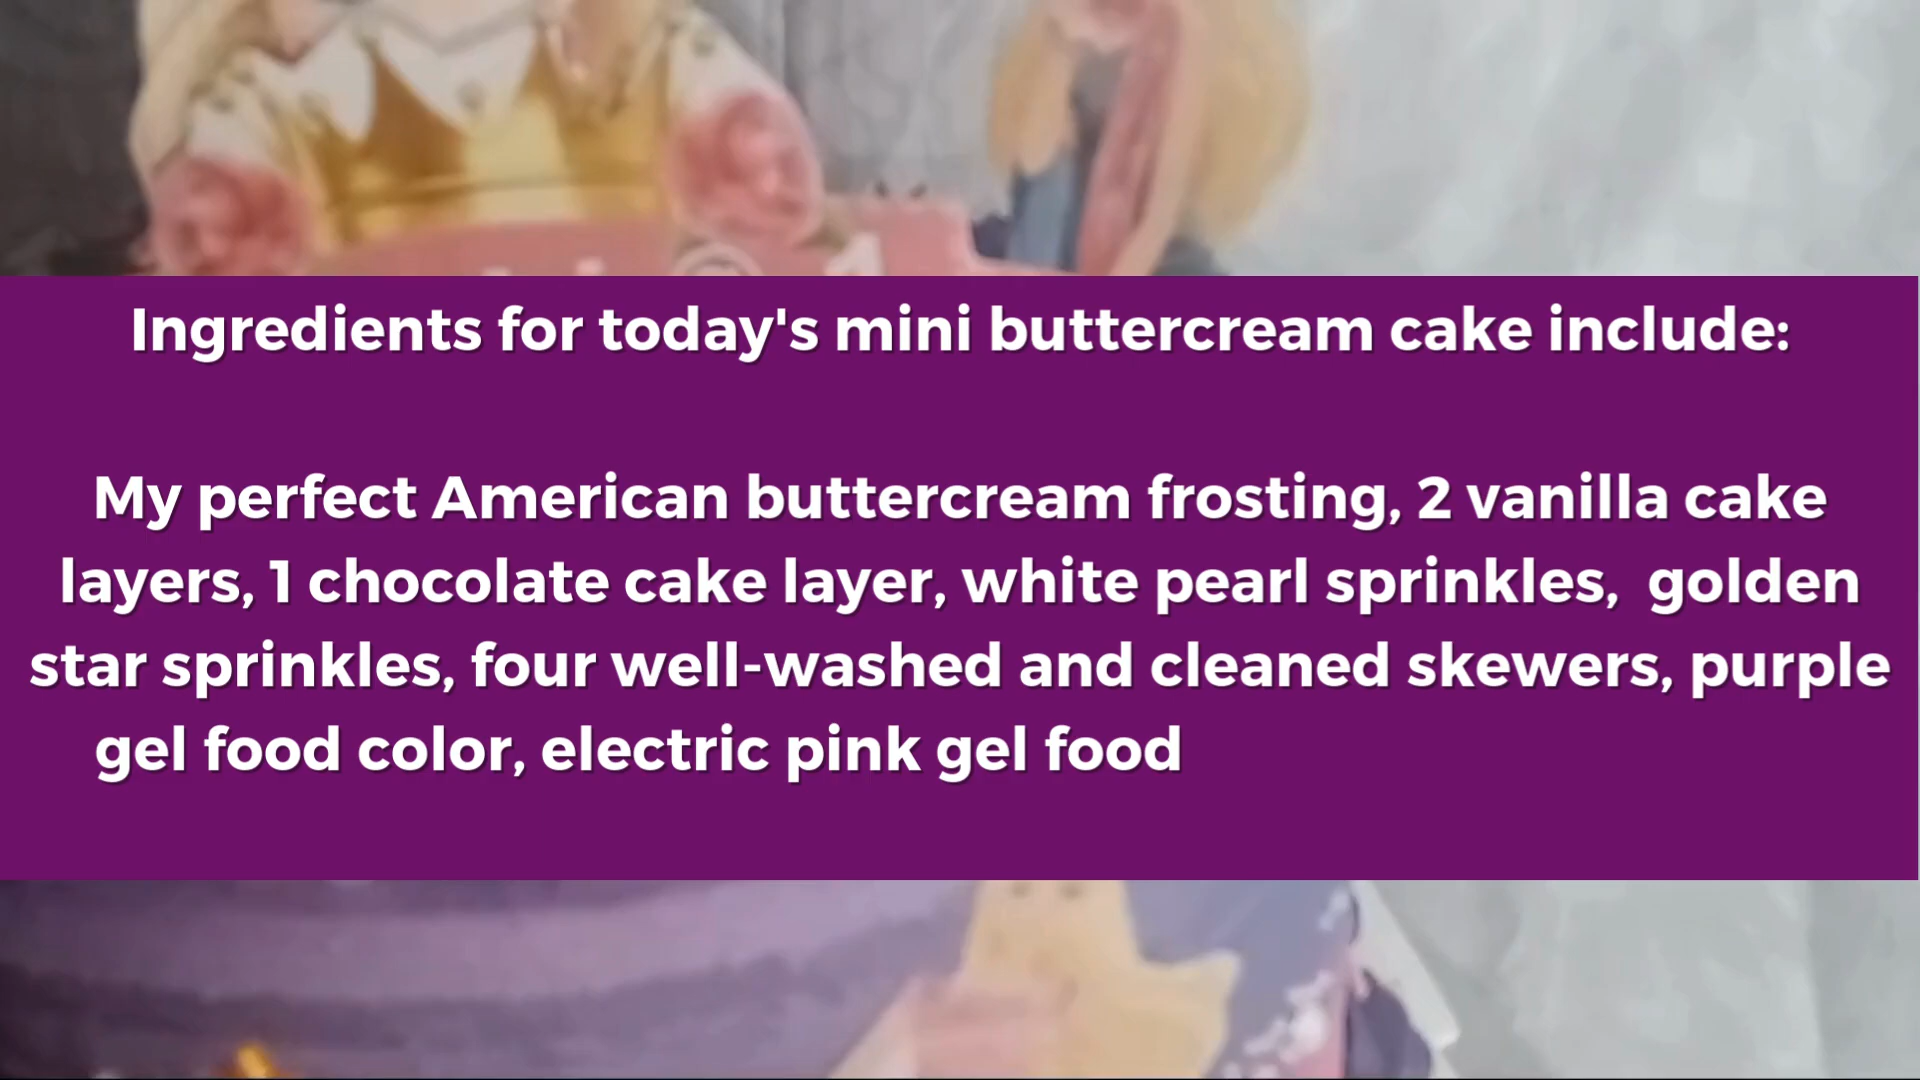 Ingredients for today's mini buttercream cake include:
My perfect American buttercream frosting, 2 vanilla cake
layers, 1 chocolate cake layer, white pearl sprinkles,  golden
star sprinkles, four well-washed and cleaned skewers, purple
gel food color, electric pink gel food